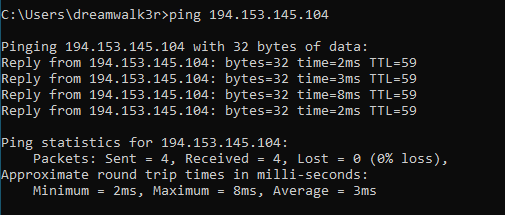 C:\Users\dreamwalk3r>ping 194.153.145.104
Pinging 194.153.145.104 with 32 bytes of data:
Reply from 194.153.145.104: bytes=32 time=2ms TTL=59
Reply from 194.153.145.104: bytes=32 time=3ms TTL=59
Reply from 194.153.145.104: bytes=32 time=8ms TTL=59
Reply from 194.153.145.104: bytes=32 time=2ms TTL=59
Ping statistics for 194.153.145.104:
Packets: Sent = 4, Received = 4, Lost = 0 (0% loss),
Approximate round trip times in milli-seconds:
Minimum = 2ms, Maximum = 8ms, Average = 3ms